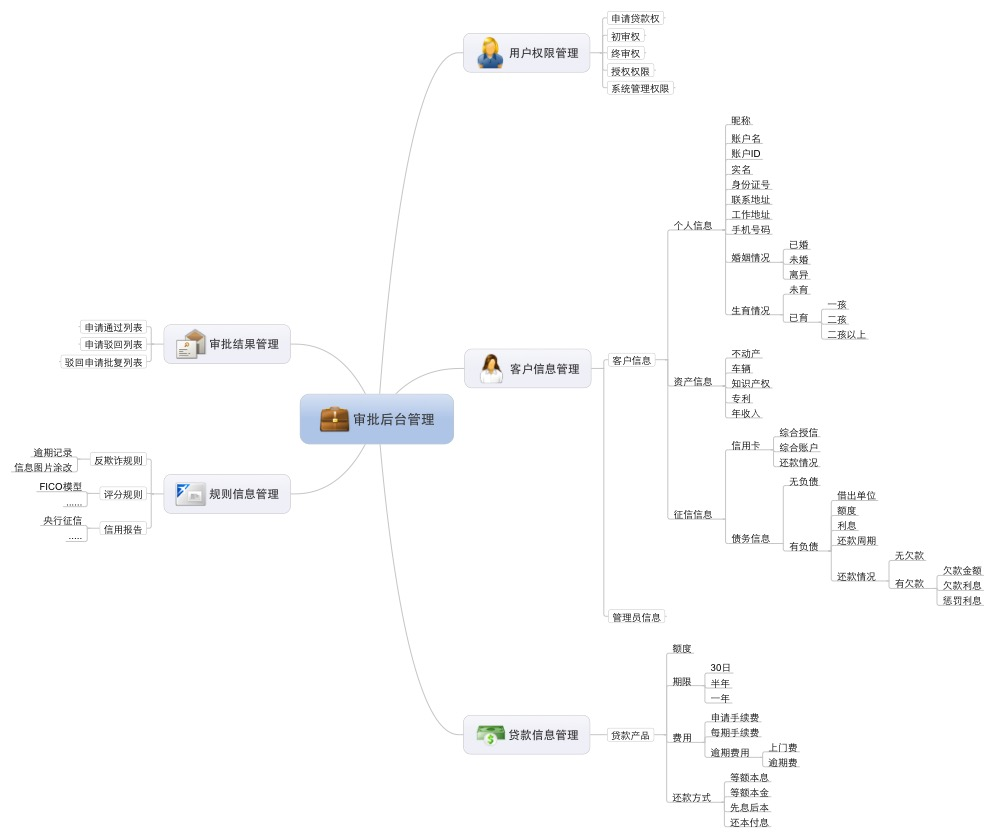 审批后台管理
用户权限管理
申请贷款权
初审权
终审权
授权权限
系统管理权限
客户信息管理
客户信息
个人信息
昵称
账户名
账户ID
实名
身份证号
联系地址
工作地址
手机号码
婚姻情况
已婚
未婚
离异
生育情况
未育
已育
一孩
二孩
二孩以上
资产信息
不动产
车辆
知识产权
专利
年收入
征信信息
信用卡
综合授信
综合账户
还款情况
债务信息
无负债
有负债
借出单位
额度
利息
还款周期
还款情况
无欠款
有欠款
欠款金额
欠款利息
惩罚利息
管理员信息
贷款信息管理
贷款产品
额度
期限
30日
半年
一年
费用
申请手续费
每期手续费
逾期费用
上门费
逾期费
还款方式
等额本息
等额本金
先息后本
还本付息
审批结果管理
申请通过列表
申请驳回列表
驳回申请批复列表
规则信息管理
反欺诈规则
逾期记录
信息图片涂改
评分规则
FICO模型
......
信用报告
央行征信
.....